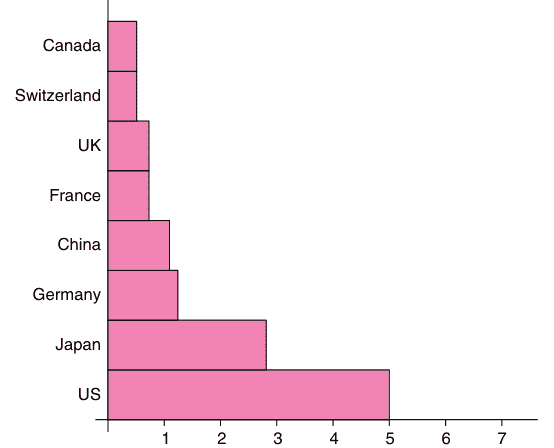 Canada
Switzerland
UK
France
China
Germany
Japan
US
1 2 3 4 5 6 7